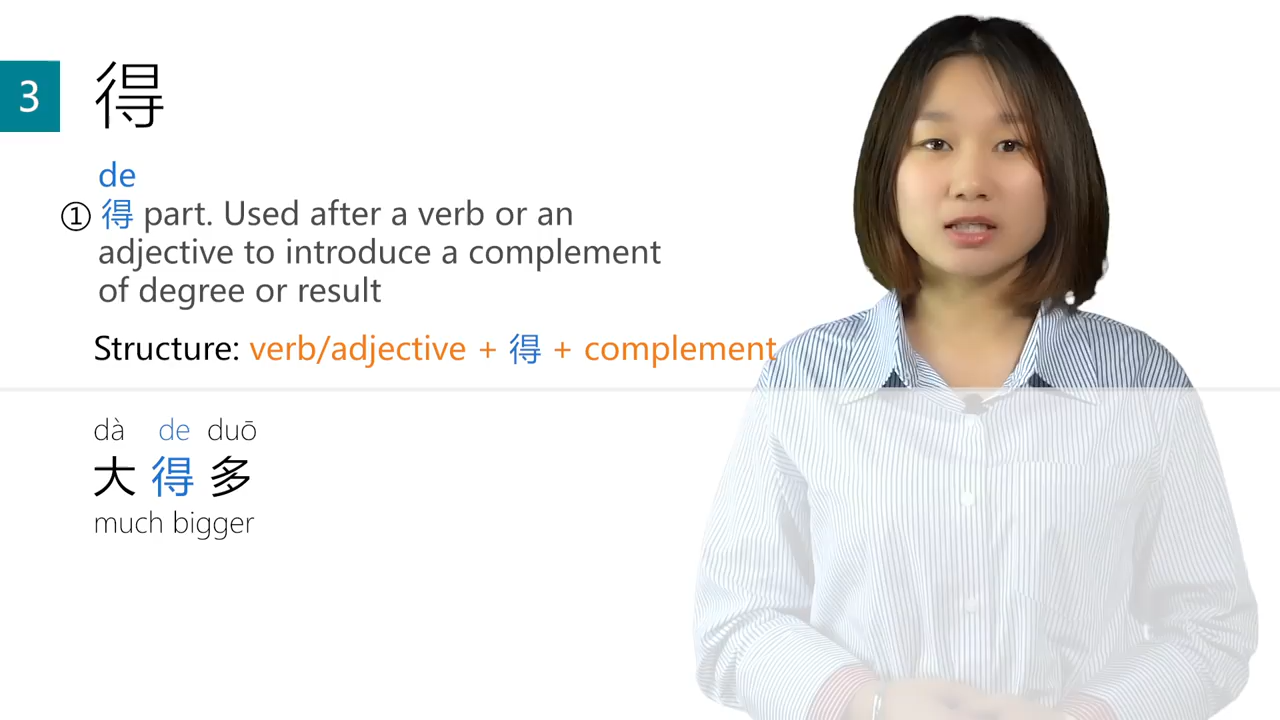 3 得
de
① 得 part. Used after a verb or an
adjective to introduce a complement
of degree or result
Structure: verb/adjective + 得 + complement
dà de duō
大 得 多
much bigger